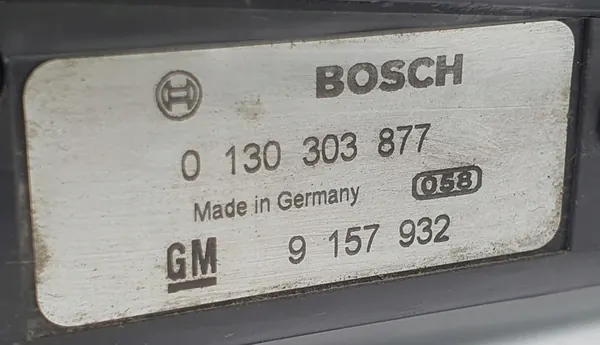 BOSCH
0 130 303 877
Made in Germany 058
GM 9 157 932